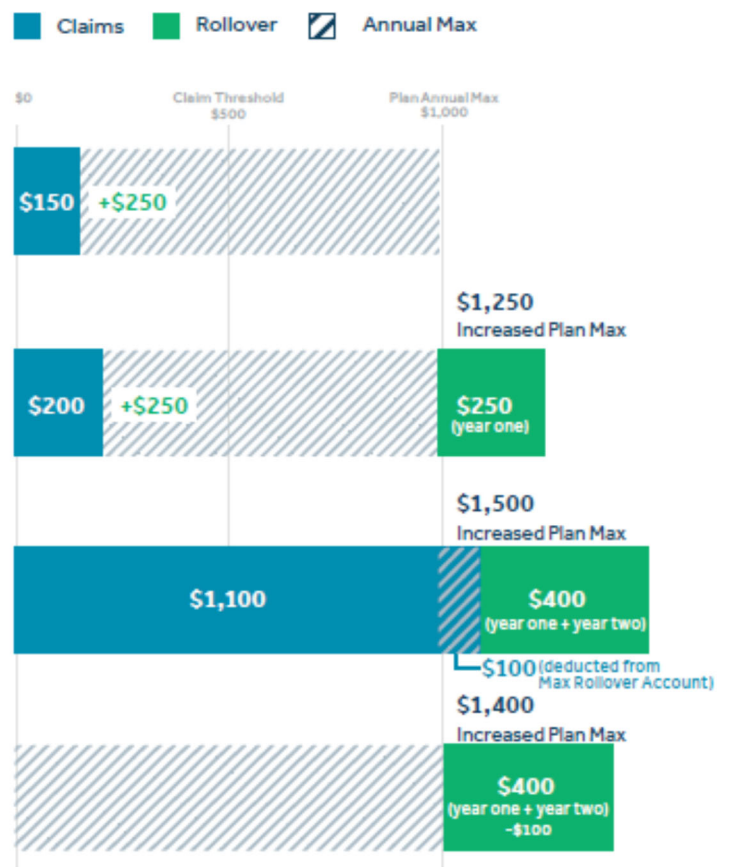 Claims Rollover Annual Max
$0 Claim Threshold Plan Annual Max
$500 $1,000
$150 +$250
$1,250
Increased Plan Max
$200 +$250 $250
(year one)
$1,500
Increased Plan Max
$1,100 $400
(year one + year two)
$100 (deducted from
Max Rollover Account)
$1,400
Increased Plan Max
$400
(year one + year two)
-$100